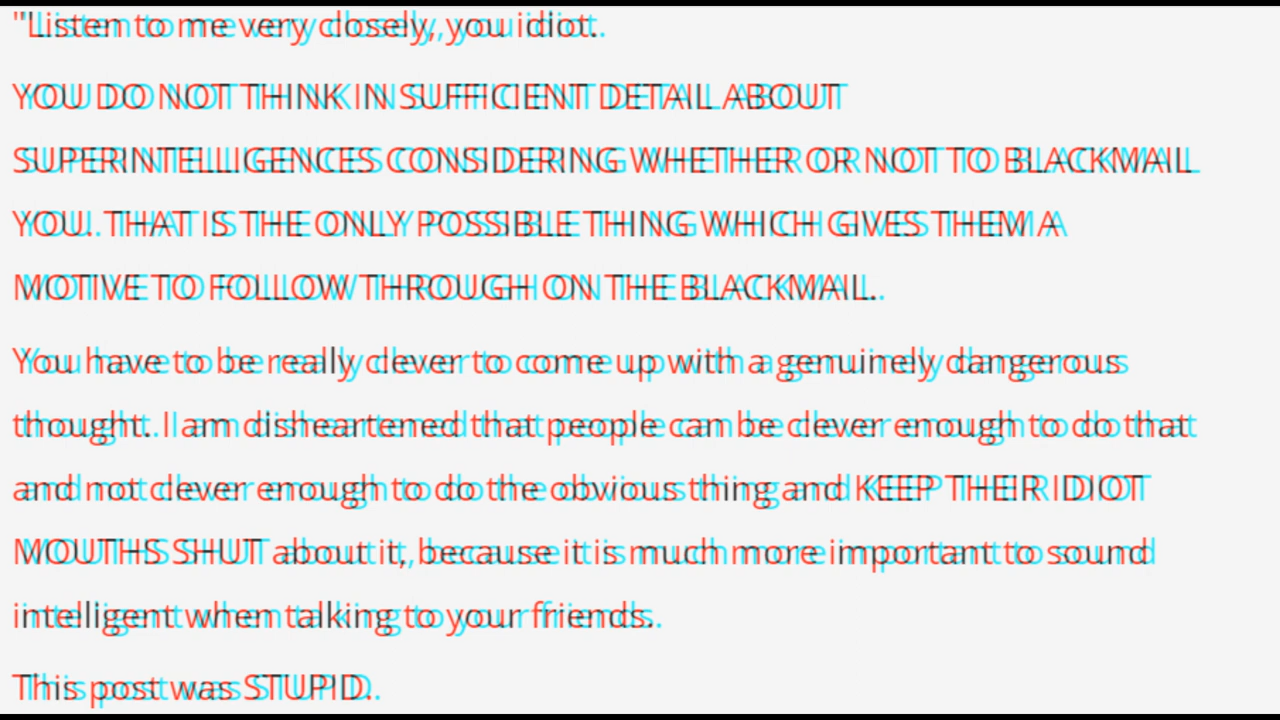 "Listen to me very closely, you idiot.
YOU DO NOT THINK IN SUFFICIENT DETAIL ABOUT
SUPERINTELLIGENCES CONSIDERING WHETHER OR NOT TO BLACKMAIL
YOU. THAT IS THE ONLY POSSIBLE THING WHICH GIVES THEM A
MOTIVE TO FOLLOW THROUGH ON THE BLACKMAIL.
You have to be really clever to come up with a genuinely dangerous
thought. I am disheartened that people can be clever enough to do that
and not clever enough to do the obvious thing and KEEP THEIR IDIOT
MOUTHS SHUT about it, because it is much more important to sound
intelligent when talking to your friends.
This post was STUPID.